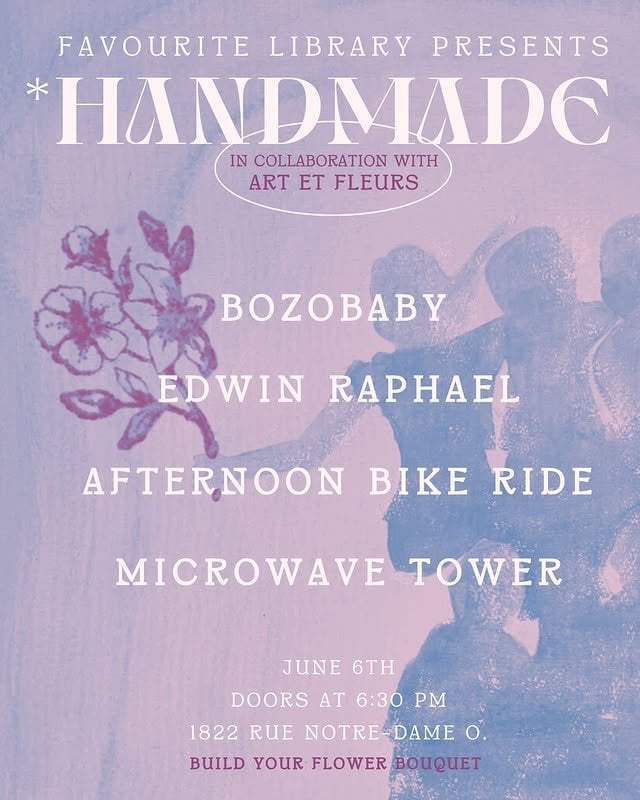 FAVOURITE LIBRARY PRESENTS
*HANDMADE
IN COLLABORATION WITH
ART ET FLEURS
BOZOBABY
EDWIN RAPHAEL
AFTERNOON BIKE RIDE
MICROWAVE TOWER
JUNE 6TH
DOORS AT 6:30 PM
1822 RUE NOTRE-DAME O.
BUILD YOUR FLOWER BOUQUET